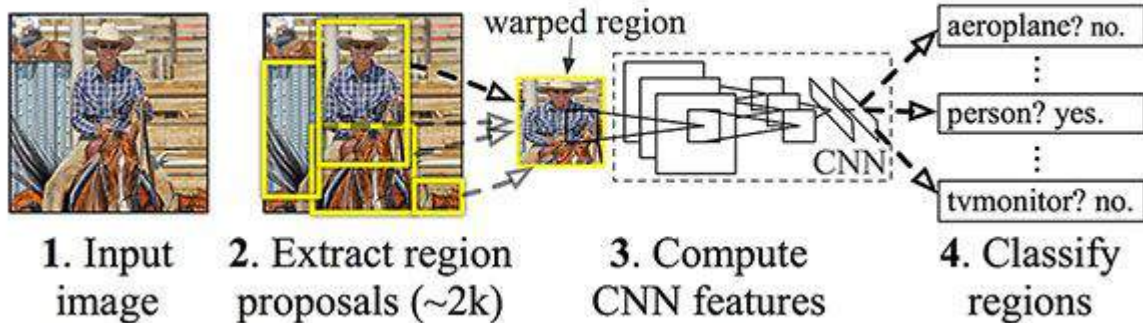 warped region
aeroplane? no.
person? yes.
CNN
tvmonitor? no.
1. Input
image
2. Extract region
proposals (~2k)
3. Compute
CNN features
4. Classify
regions